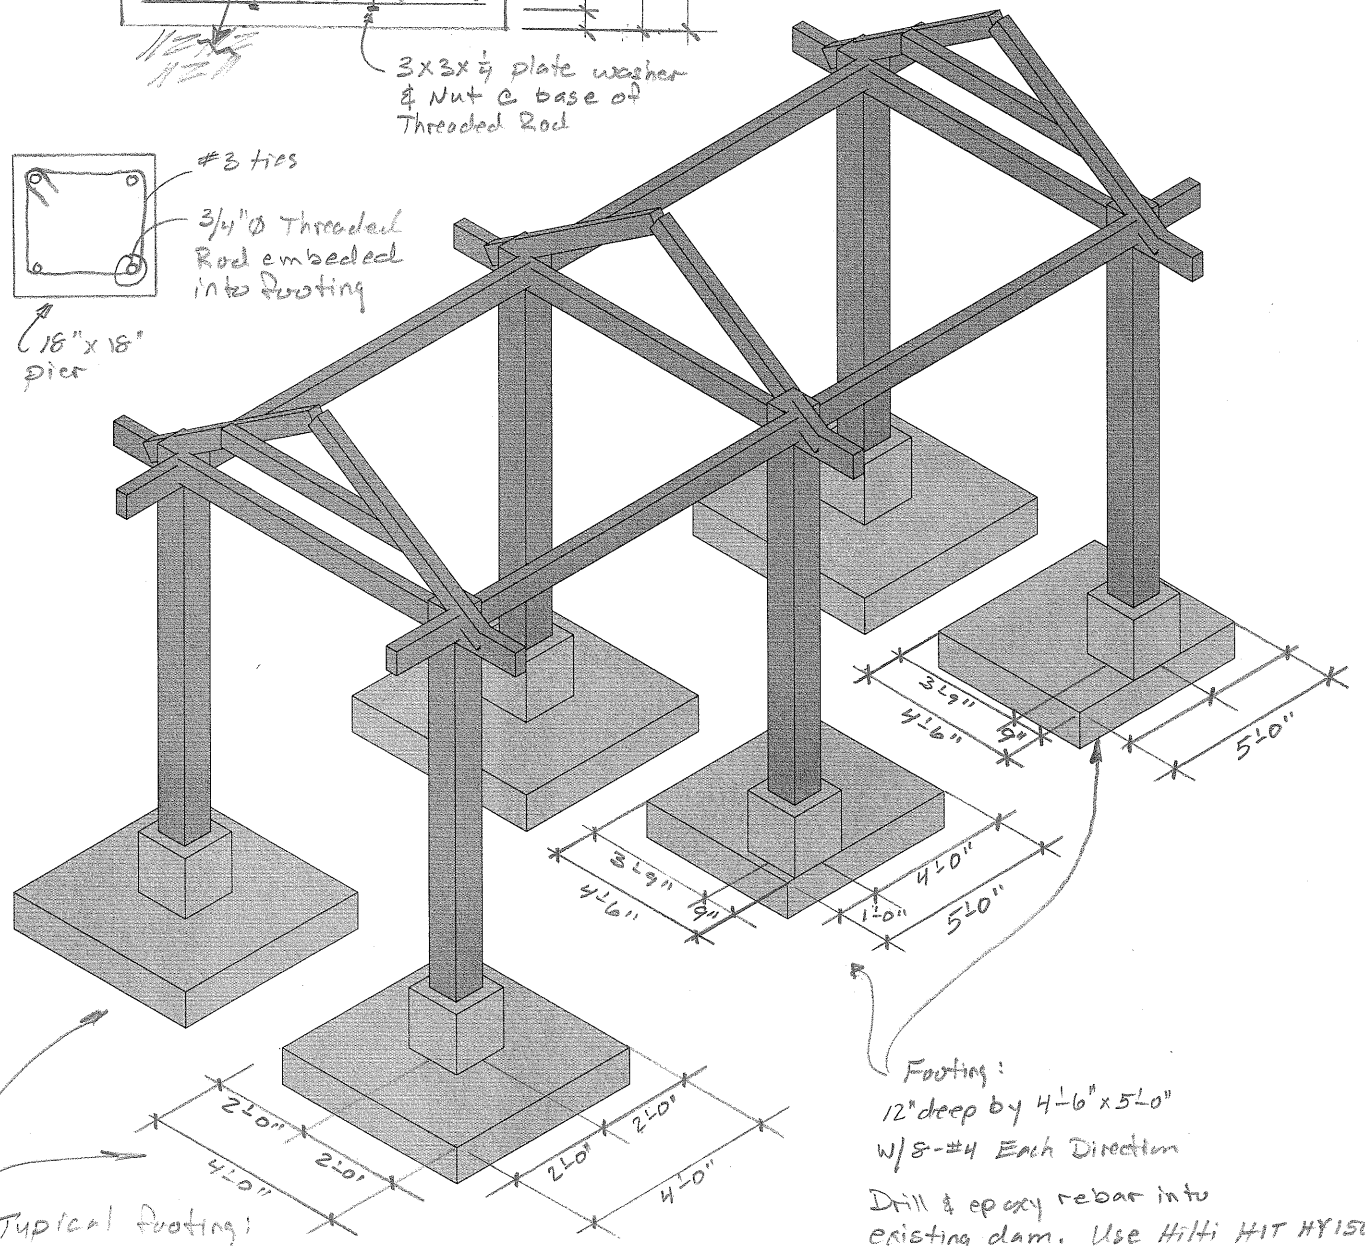 3x3x¼ plate washer
& Nut @ base of
Threaded Rod
#3 ties
3/4"Ø Threaded
Rod embeded
into footing
18"x18"
pier
3'-9"
4'-6"
9"
5'-0"
3'-9"
4'-6"
9"
4'-0"
1'-0"
5'-0"
2'-0"
2'-0"
4'-0"
2'-0"
2'-0"
4'-0"
Typical footing:
Footing:
12" deep by 4'-6" x 5'-0"
W/ 8-#4 Each Direction
Drill & epoxy rebar into
existing dam. Use Hilti HIT HY150